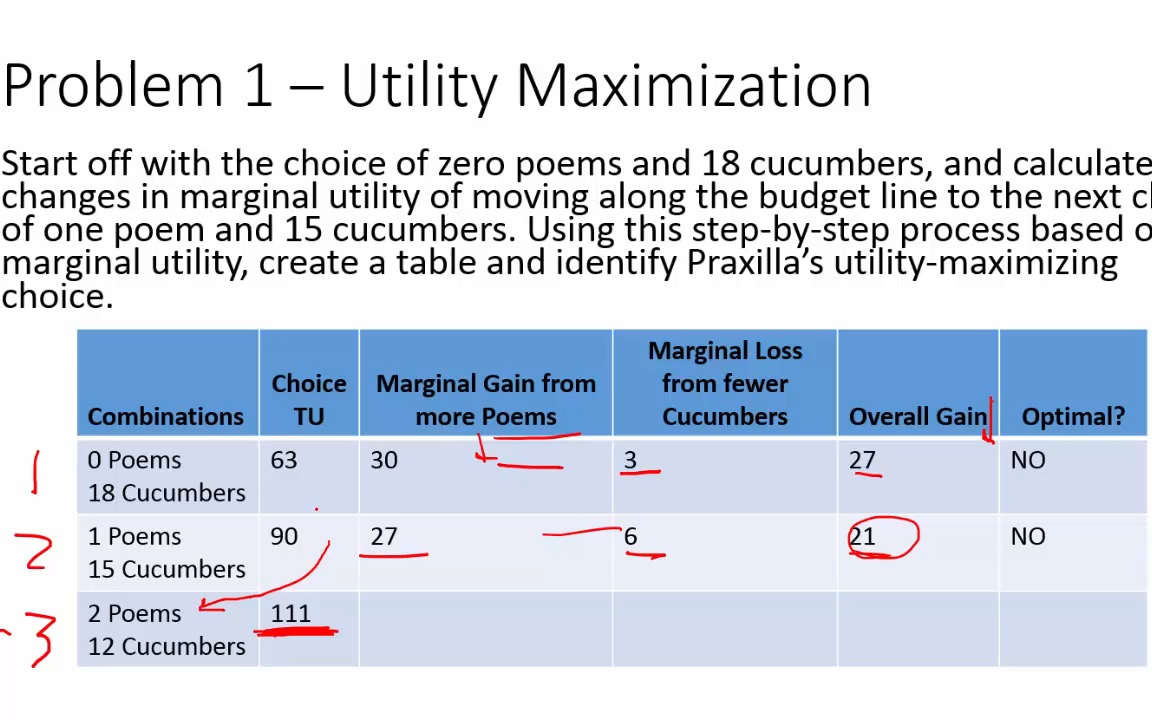 Problem 1 – Utility Maximization
Start off with the choice of zero poems and 18 cucumbers, and calculate
changes in marginal utility of moving along the budget line to the next
of one poem and 15 cucumbers. Using this step-by-step process based
marginal utility, create a table and identify Praxilla’s utility-maximizing
choice.
Combinations
Choice
TU
Marginal Gain from
more Poems
Marginal Loss
from fewer
Cucumbers
Overall Gain
Optimal?
1
0 Poems
18 Cucumbers
63
30
3
27
NO
2
1 Poems
15 Cucumbers
90
27
6
21
NO
3
2 Poems
12 Cucumbers
111